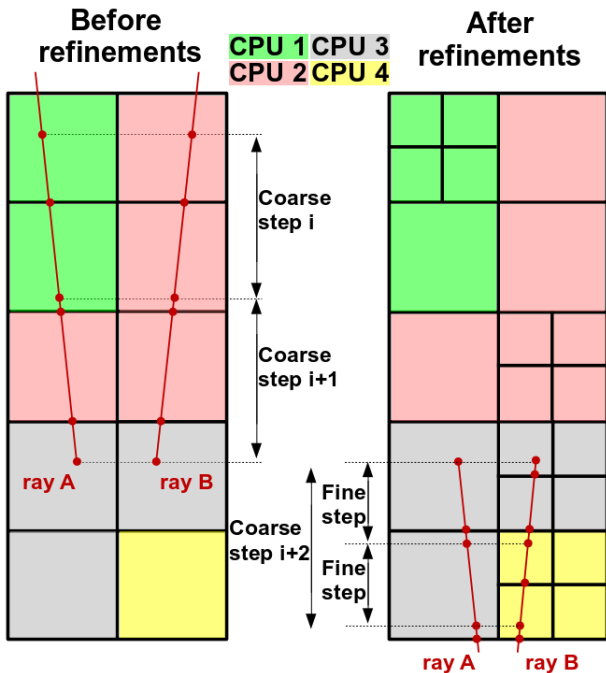 Before
refinements
CPU 1 CPU 3
CPU 2 CPU 4
After
refinements
Coarse
step i
Coarse
step i+1
ray A
ray B
Coarse
step i+2
Fine
step
Fine
step
ray A
ray B